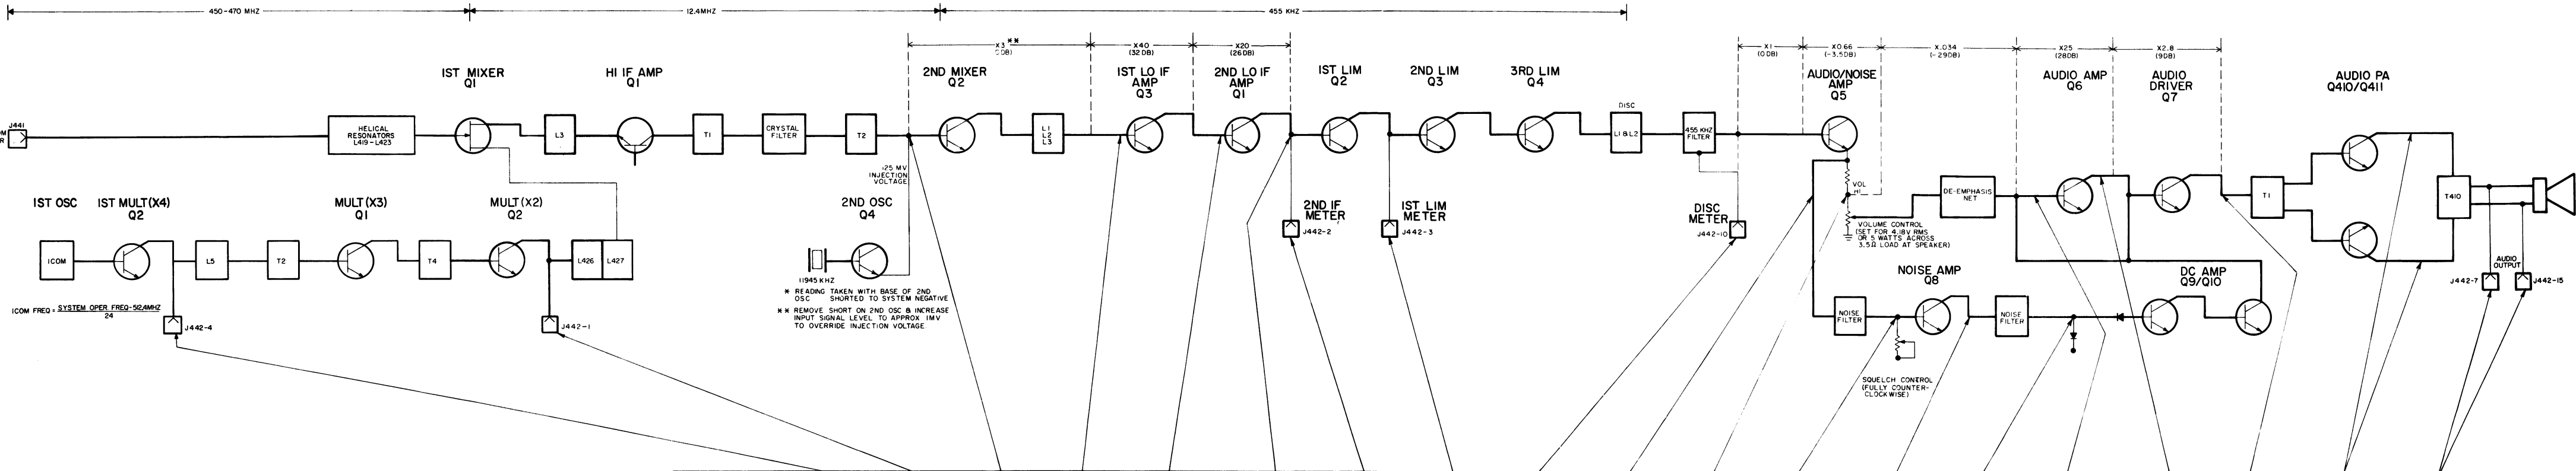 450-470 MHZ
12.4MHZ
455 KHZ
X3 **
DB)
X40
(32DB)
X20
(26DB)
X1
(0DB)
X0.66
(-3.5DB)
X.034
(-29DB)
X25
(28DB)
X2.8
(9DB)
1ST MIXER
Q1
HI IF AMP
Q1
2ND MIXER
Q2
1ST LO IF
AMP
Q3
2ND LO IF
AMP
Q1
1ST LIM
Q2
2ND LIM
Q3
3RD LIM
Q4
AUDIO/NOISE
AMP
Q5
AUDIO AMP
Q6
AUDIO
DRIVER
Q7
AUDIO PA
Q410/Q411
J441
HELICAL
RESONATORS
L419-L423
L3
T1
CRYSTAL
FILTER
T2
L1
L2
L3
DISC
L1 & L2
455 KHZ
FILTER
.125 MV
INJECTION
VOLTAGE
VOL
HI
DE-EMPHASIS
NET
T1
T410
1ST OSC
1ST MULT(X4)
Q2
MULT(X3)
Q1
MULT(X2)
Q2
2ND OSC
Q4
2ND IF
METER
J442-2
1ST LIM
METER
J442-3
DISC
METER
J442-10
VOLUME CONTROL
(SET FOR 4.18V RMS
OR 5 WATTS ACROSS
3.5Ω LOAD AT SPEAKER)
ICOM
L5
T2
T4
L426
L427
11945 KHZ
* READING TAKEN WITH BASE OF 2ND
OSC SHORTED TO SYSTEM NEGATIVE
** REMOVE SHORT ON 2ND OSC & INCREASE
INPUT SIGNAL LEVEL TO APPROX 1MV
TO OVERRIDE INJECTION VOLTAGE
NOISE AMP
Q8
DC AMP
Q9/Q10
AUDIO
OUTPUT
J442-7
J442-15
ICOM FREQ = SYSTEM OPER FREQ-52.4MHZ
24
J442-4
J442-1
NOISE
FILTER
NOISE
FILTER
SQUELCH CONTROL
(FULLY COUNTER-
CLOCKWISE)